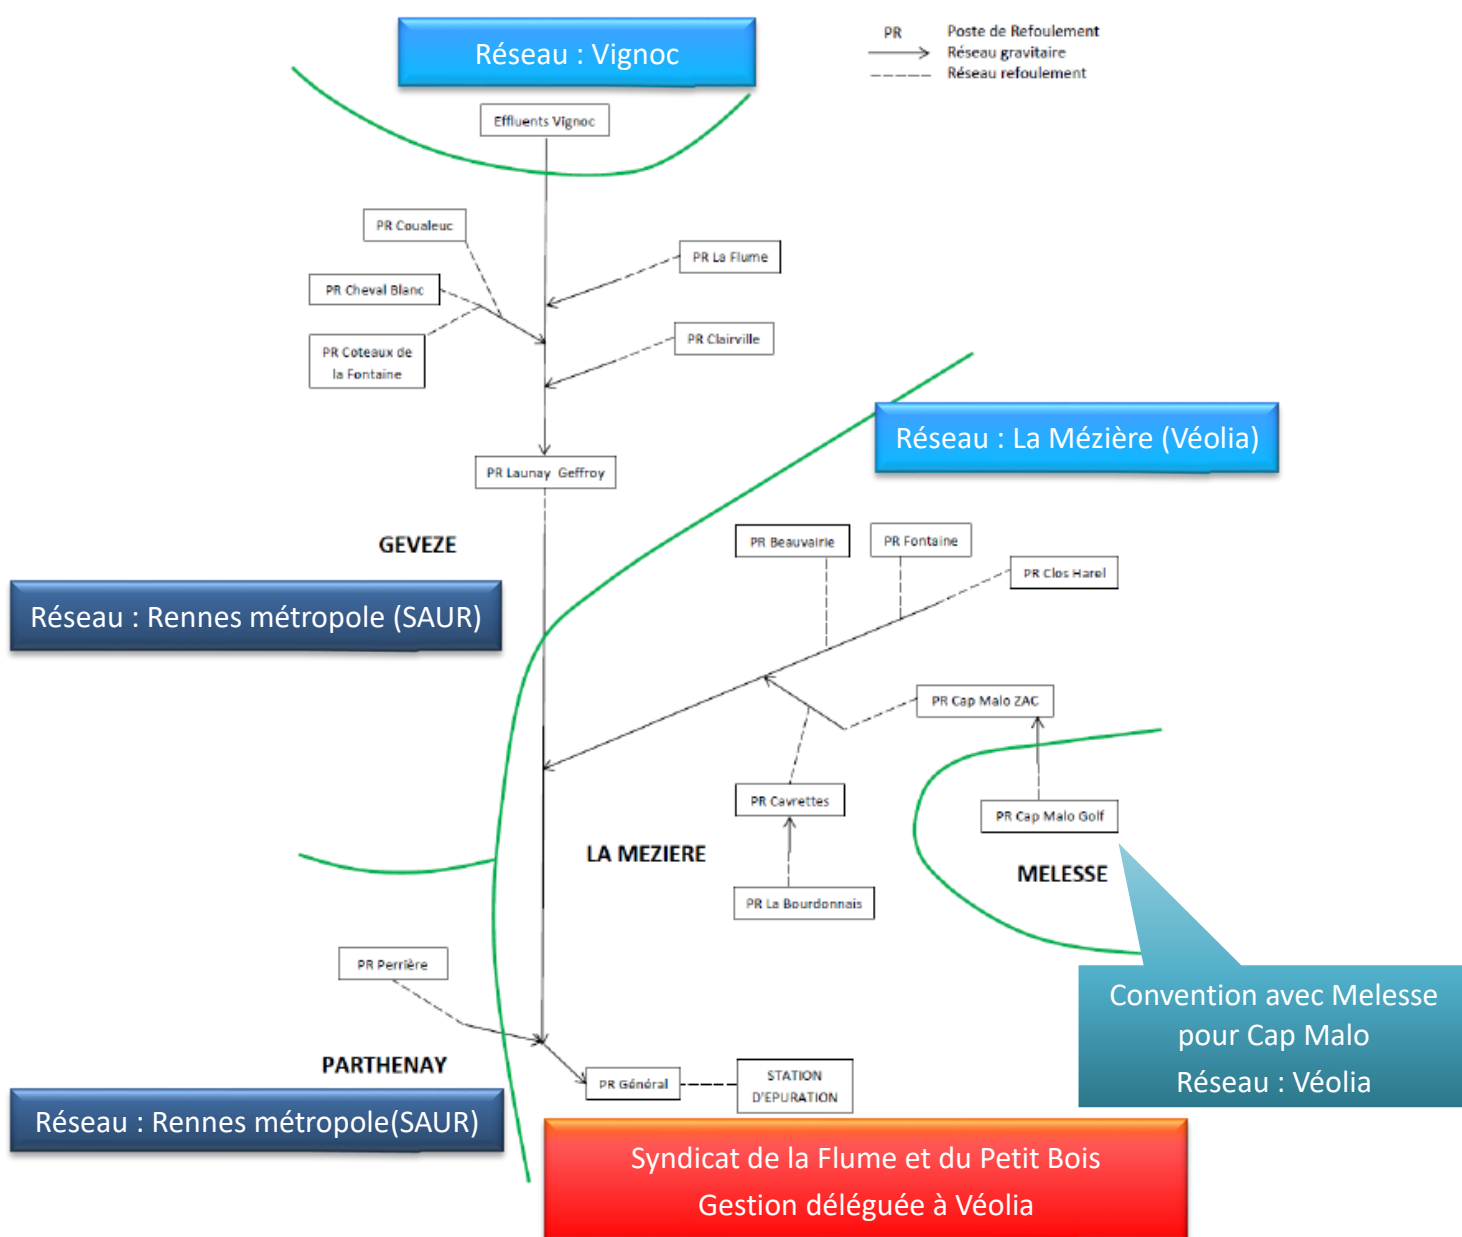 Réseau : Vignoc
PR Poste de Refoulement
Réseau gravitaire
Réseau refoulement
Effluents Vignoc
PR Coualeuc
PR La Flume
PR Cheval Blanc
PR Clairville
PR Coteaux de
la Fontaine
Réseau : La Mézière (Véolia)
PR Launay Geffroy
GEVEZE
PR Beauvairie
PR Fontaine
PR Clos Harel
Réseau : Rennes métropole (SAUR)
PR Cap Malo ZAC
PR Cavrettes
PR Cap Malo Golf
LA MEZIERE
MELESSE
PR La Bourdonnais
PR Perrière
Convention avec Melesse
pour Cap Malo
Réseau : Véolia
PARTHENAY
PR Général
STATION
D'EPURATION
Réseau : Rennes métropole(SAUR)
Syndicat de la Flume et du Petit Bois
Gestion déléguée à Véolia